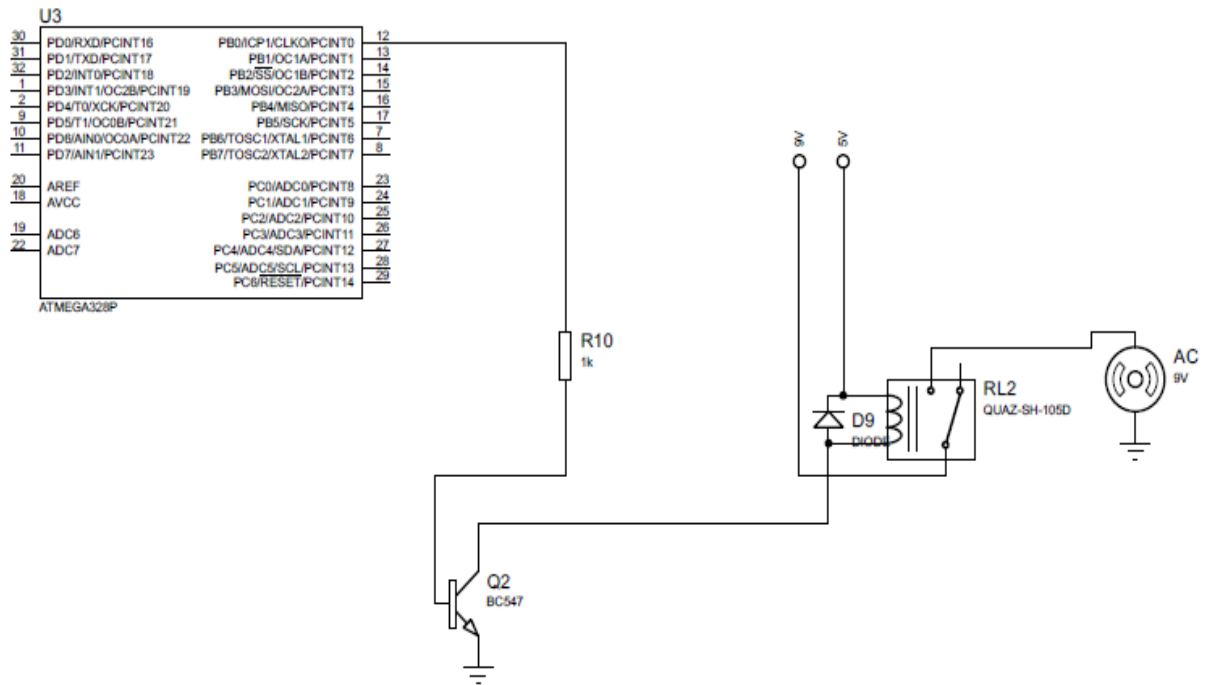 U3
30 PD0/RXD/PCINT16 PB0/ICP1/CLKO/PCINT0 12
31 PD1/TXD/PCINT17 PB1/OC1A/PCINT1 13
32 PD2/INT0/PCINT18 PB2/SS/OC1B/PCINT2 14
1 PD3/INT1/OC2B/PCINT19 PB3/MOSI/OC2A/PCINT3 15
2 PD4/T0/XCK/PCINT20 PB4/MISO/PCINT4 16
9 PD5/T1/OC0B/PCINT21 PB5/SCK/PCINT5 17
10 PD6/AIN0/OC0A/PCINT22 PB6/TOSC1/XTAL1/PCINT6 7
11 PD7/AIN1/PCINT23 PB7/TOSC2/XTAL2/PCINT7 8
20 AREF PC0/ADC0/PCINT8 23
18 AVCC PC1/ADC1/PCINT9 24
PC2/ADC2/PCINT10 25
19 ADC6 PC3/ADC3/PCINT11 26
22 ADC7 PC4/ADC4/SDA/PCINT12 27
PC5/ADC5/SCL/PCINT13 28
PC6/RESET/PCINT14 29
ATMEGA328P
9V
5V
R10
1k
AC
9V
RL2
QUAZ-SH-105D
D9
DIODE
Q2
BC547